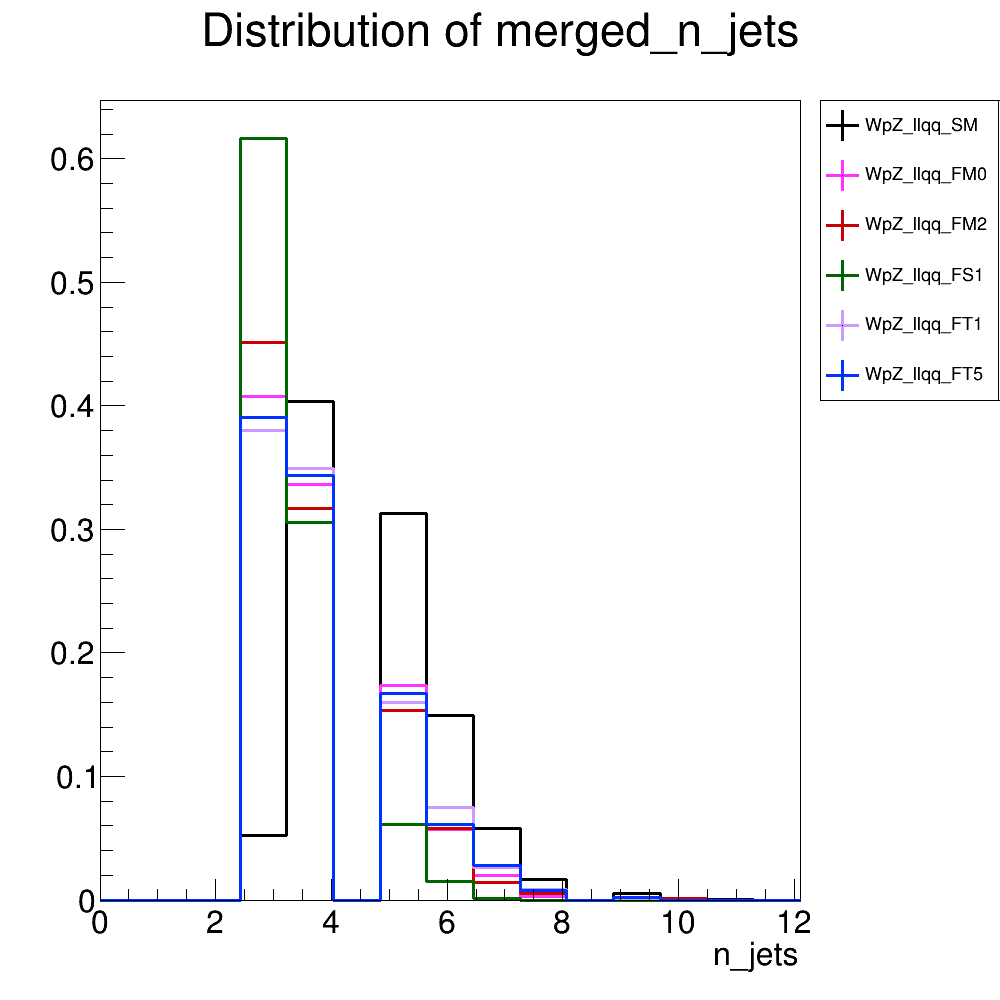 Distribution of merged_n_jets
WpZ_llqq_SM
WpZ_llqq_FM0
WpZ_llqq_FM2
WpZ_llqq_FS1
WpZ_llqq_FT1
WpZ_llqq_FT5
0.6
0.5
0.4
0.3
0.2
0.1
0
0 2 4 6 8 10 12
n_jets